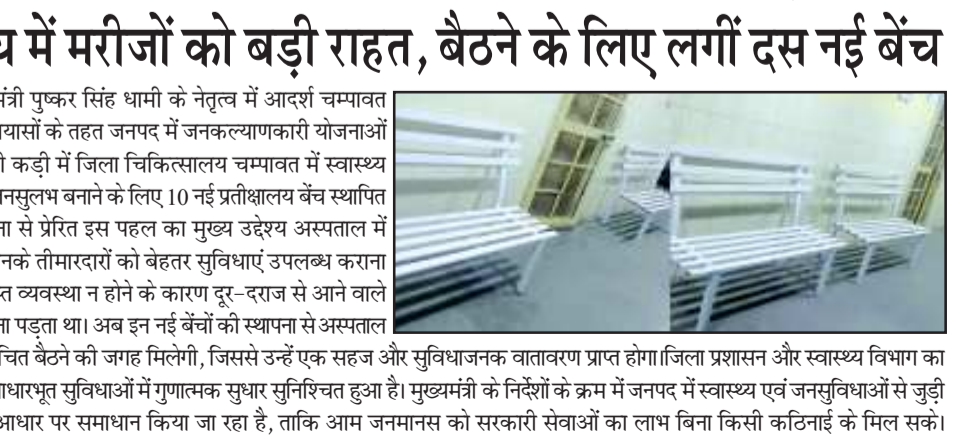 में मरीजों को बड़ी राहत, बैठने के लिए लगीं दस नई बेंच
मंत्री पुष्कर सिंह धामी के नेतृत्व में आदर्श चम्पावत
यासों के तहत जनपद में जनकल्याणकारी योजनाओं
ी कड़ी में जिला चिकित्सालय चम्पावत में स्वास्थ्य
नसुलभ बनाने के लिए 10 नई प्रतीक्षालय बेंच स्थापित
ना से प्रेरित इस पहल का मुख्य उद्देश्य अस्पताल में
नके तीमारदारों को बेहतर सुविधाएं उपलब्ध कराना
प्त व्यवस्था न होने के कारण दूर-दराज से आने वाले
ना पड़ता था। अब इन नई बेंचों की स्थापना से अस्पताल
चित बैठने की जगह मिलेगी, जिससे उन्हें एक सहज और सुविधाजनक वातावरण प्राप्त होगा।जिला प्रशासन और स्वास्थ्य विभाग का
ाधारभूत सुविधाओं में गुणात्मक सुधार सुनिश्चित हुआ है। मुख्यमंत्री के निर्देशों के क्रम में जनपद में स्वास्थ्य एवं जनसुविधाओं से जुड़ी
आधार पर समाधान किया जा रहा है, ताकि आम जनमानस को सरकारी सेवाओं का लाभ बिना किसी कठिनाई के मिल सके।